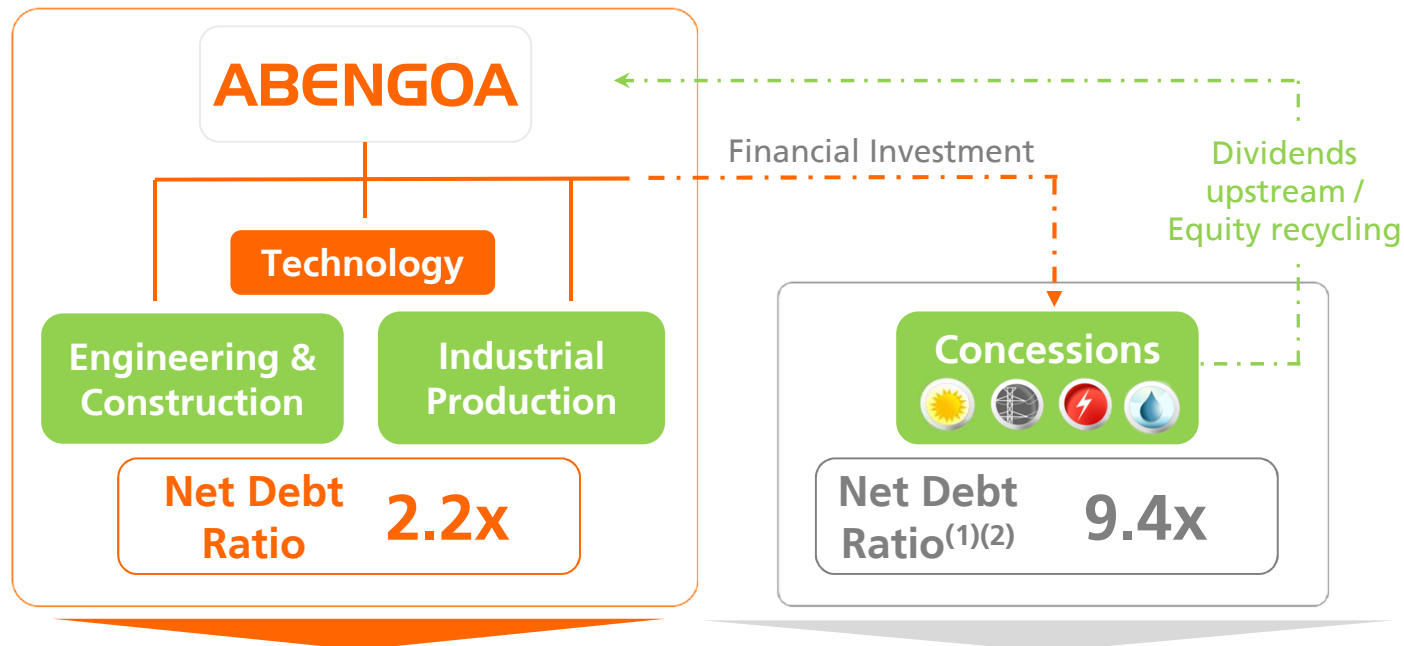 ABENGOA
Financial Investment
Dividends
upstream /
Equity recycling
Technology
Engineering &
Construction
Industrial
Production
Concessions
Net Debt
Ratio
2.2x
Net Debt
Ratio(1)(2)
9.4x